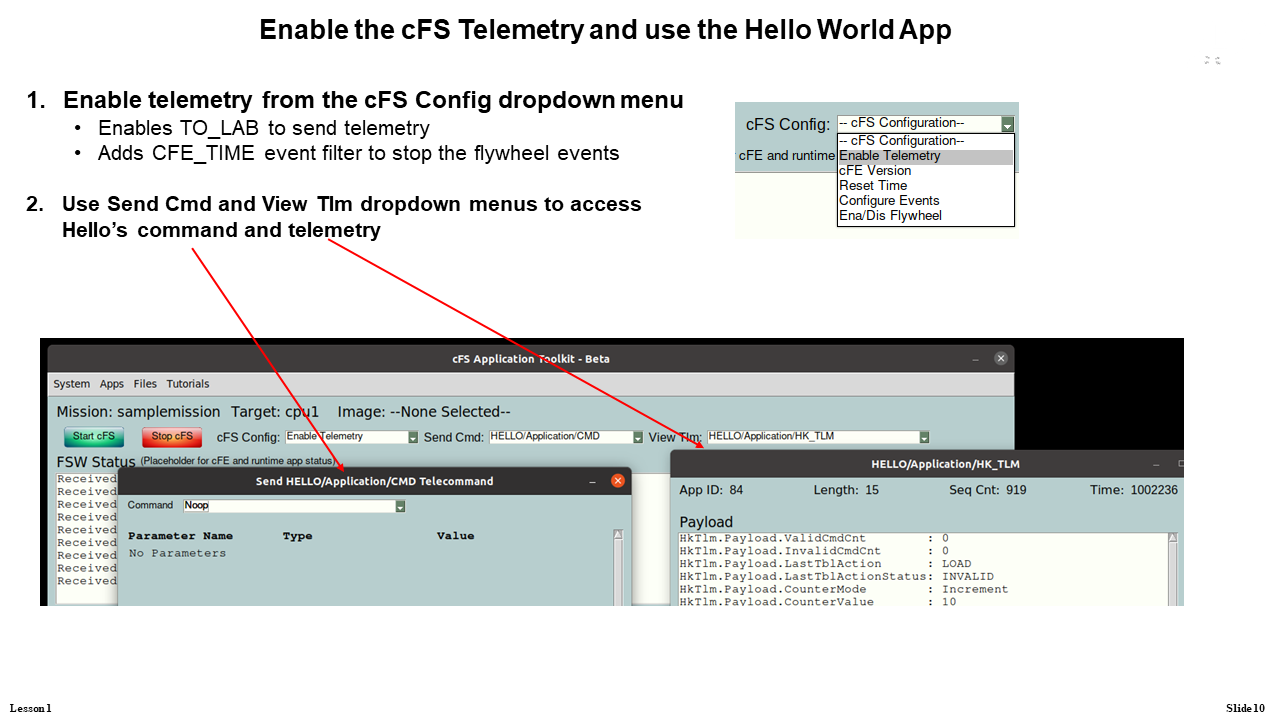 Enable the cFS Telemetry and use the Hello World App
1. Enable telemetry from the cFS Config dropdown menu
• Enables TO_LAB to send telemetry
• Adds CFE_TIME event filter to stop the flywheel events
2. Use Send Cmd and View Tlm dropdown menus to access
Hello’s command and telemetry
cFS Config: -- cFS Configuration--
-- cFS Configuration--
cFE and runtime Enable Telemetry
cFE Version
Reset Time
Configure Events
Ena/Dis Flywheel
cFS Application Toolkit - Beta
System Apps Files Tutorials
Mission: samplemission Target: cpu1 Image: --None Selected--
Start cFS Stop cFS cFS Config: Enable Telemetry Send Cmd: HELLO/Application/CMD View Tlm: HELLO/Application/HK_TLM
FSW Status (Placeholder for cFE and runtime app status)
Received
Received
Received
Received
Received
Received
Received
Received
Received
Send HELLO/Application/CMD Telecommand
Command Noop
Parameter Name Type Value
No Parameters
HELLO/Application/HK_TLM
App ID: 84 Length: 15 Seq Cnt: 919 Time: 1002236
Payload
HkTlm.Payload.ValidCmdCnt : 0
HkTlm.Payload.InvalidCmdCnt : 0
HkTlm.Payload.LastTblAction : LOAD
HkTlm.Payload.LastTblActionStatus: INVALID
HkTlm.Payload.CounterMode : Increment
HkTlm.Payload.CounterValue : 10
Lesson 1
Slide 10